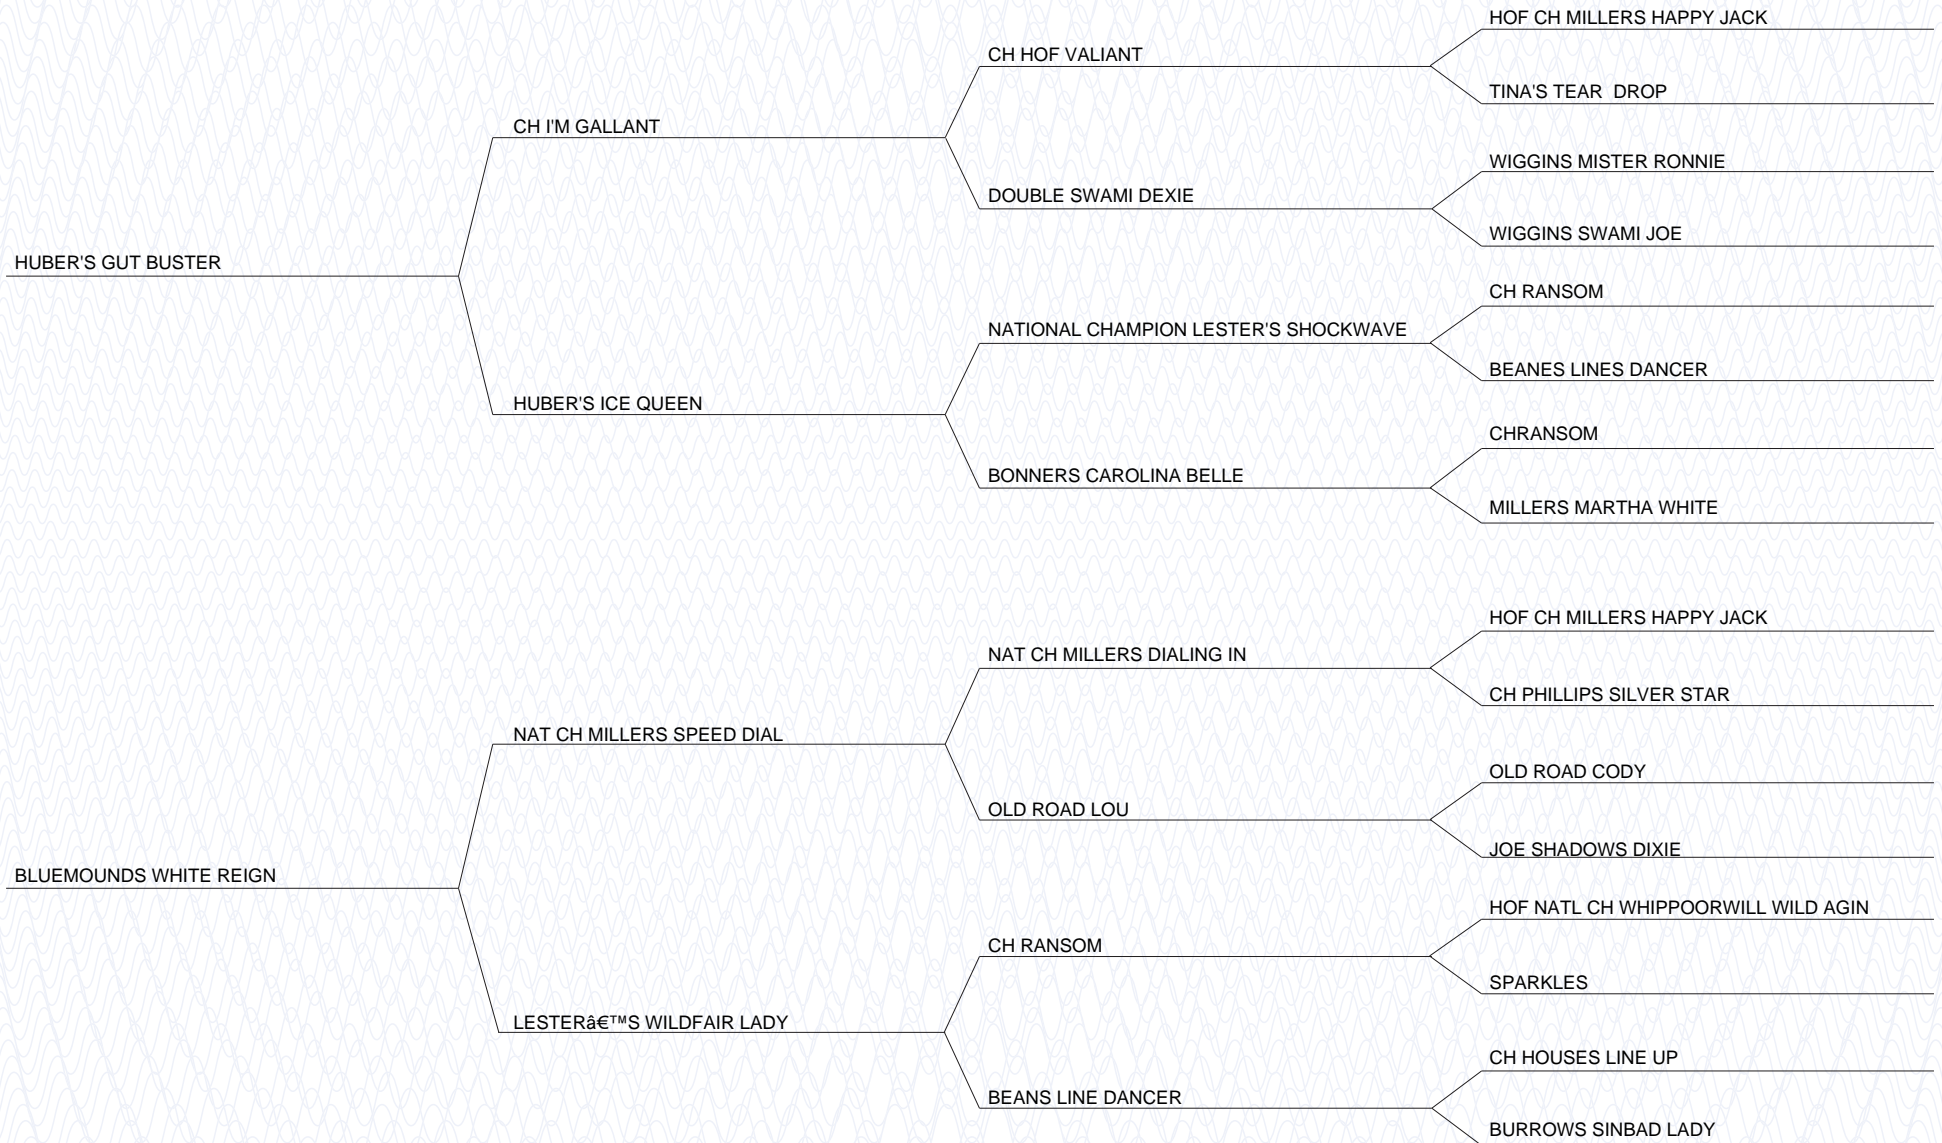 HOF CH MILLERS HAPPY JACK
CH HOF VALIANT
TINA'S TEAR  DROP
CH I'M GALLANT
WIGGINS MISTER RONNIE
DOUBLE SWAMI DEXIE
WIGGINS SWAMI JOE
HUBER'S GUT BUSTER
CH RANSOM
NATIONAL CHAMPION LESTER'S SHOCKWAVE
BEANES LINES DANCER
HUBER'S ICE QUEEN
CHRANSOM
BONNERS CAROLINA BELLE
MILLERS MARTHA WHITE
HOF CH MILLERS HAPPY JACK
NAT CH MILLERS DIALING IN
CH PHILLIPS SILVER STAR
NAT CH MILLERS SPEED DIAL
OLD ROAD CODY
OLD ROAD LOU
JOE SHADOWS DIXIE
BLUEMOUNDS WHITE REIGN
HOF NATL CH WHIPPOORWILL WILD AGIN
CH RANSOM
SPARKLES
LESTERâ€™S WILDFAIR LADY
CH HOUSES LINE UP
BEANS LINE DANCER
BURROWS SINBAD LADY